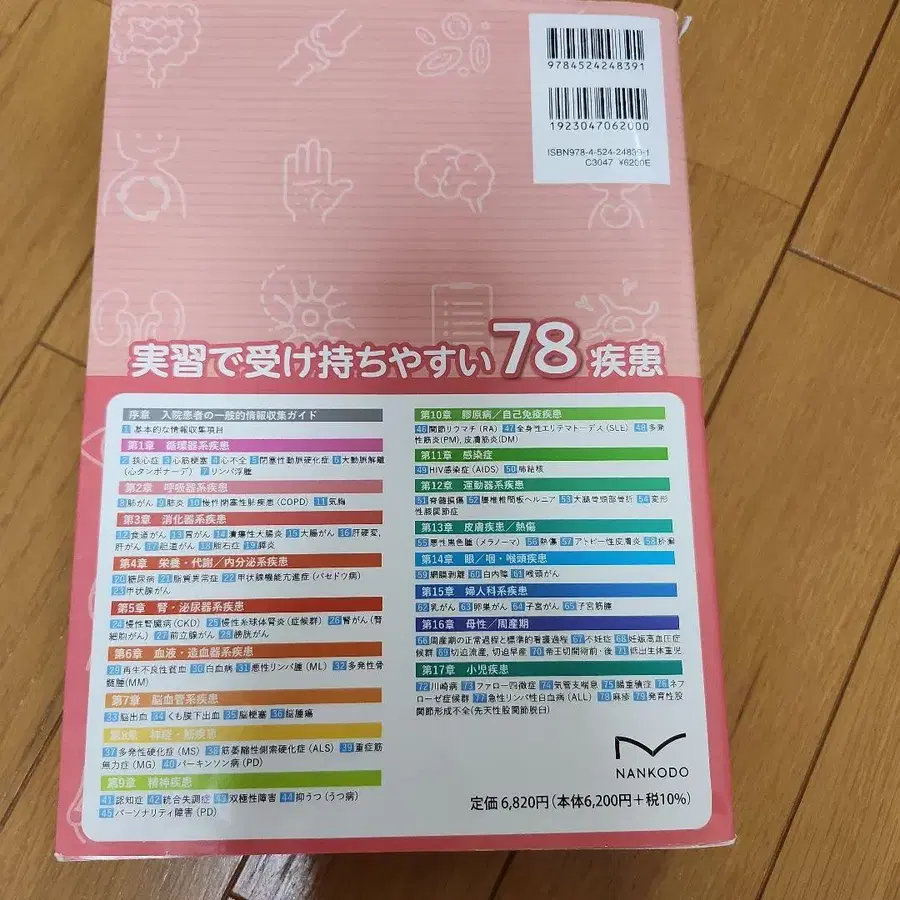 9784524248391
1923047062000
ISBN978-4-524-24839-1
C3047 ¥6200E
実習で受け持ちやすい78疾患
序章 入院患者の一般的情報収集ガイド
1 基本的な情報収集項目
第1章 循環器系疾患
2 狭心症 3 心筋梗塞 4 心不全 5 閉塞性動脈硬化症 6 大動脈解離
(心タンポナーデ) 7 リンパ浮腫
第2章 呼吸器系疾患
8 肺がん 9 肺炎 10 慢性閉塞性肺疾患(COPD) 11 気胸
第3章 消化器系疾患
12 食道がん 13 胃がん 14 潰瘍性大腸炎 15 大腸がん 16 肝硬変,
肝がん 17 胆道がん 18 胆石症 19 膵炎
第4章 栄養・代謝/内分泌系疾患
20 糖尿病 21 脂質異常症 22 甲状腺機能亢進症(バセドウ病)
23 甲状腺がん
第5章 腎・泌尿器系疾患
24 慢性腎臓病(CKD) 25 慢性糸球体腎炎(症候群) 26 腎がん(腎
細胞がん) 27 前立腺がん 28 膀胱がん
第6章 血液・造血器系疾患
29 再生不良性貧血 30 白血病 31 悪性リンパ腫(ML) 32 多発性骨
髄腫(MM)
第7章 脳血管系疾患
33 脳出血 34 くも膜下出血 35 脳梗塞 36 脳腫瘍
第8章 神経・筋疾患
37 多発性硬化症(MS) 38 筋萎縮性側索硬化症(ALS) 39 重症筋
無力症(MG) 40 パーキンソン病(PD)
第9章 精神疾患
41 認知症 42 統合失調症 43 双極性障害 44 抑うつ(うつ病)
45 パーソナリティ障害(PD)
第10章 膠原病/自己免疫疾患
46 関節リウマチ(RA) 47 全身性エリテマトーデス(SLE) 48 多発
性筋炎(PM), 皮膚筋炎(DM)
第11章 感染症
49 HIV感染症(AIDS) 50 肺結核
第12章 運動器系疾患
51 脊髄損傷 52 腰椎椎間板ヘルニア 53 大腿骨頸部骨折 54 変形
性膝関節症
第13章 皮膚疾患/熱傷
55 悪性黒色腫(メラノーマ) 56 熱傷 57 アトピー性皮膚炎 58 疥癬
第14章 眼/咽・喉頭疾患
59 網膜剥離 60 白内障 61 喉頭がん
第15章 婦人科系疾患
62 乳がん 63 卵巣がん 64 子宮がん 65 子宮筋腫
第16章 母性/周産期
66 周産期の正常過程と標準的看護過程 67 不妊症 68 妊娠高血圧症
候群 69 切迫流産, 切迫早産 70 帝王切開術前・後 71 低出生体重児
第17章 小児疾患
72 川崎病 73 ファロー四徴症 74 気管支喘息 75 腸重積症 76 ネフ
ローゼ症候群 77 急性リンパ性白血病(ALL) 78 麻疹 79 発育性股
関節形成不全(先天性股関節脱臼)
NANKODO
定価6,820円(本体6,200円+税10%)